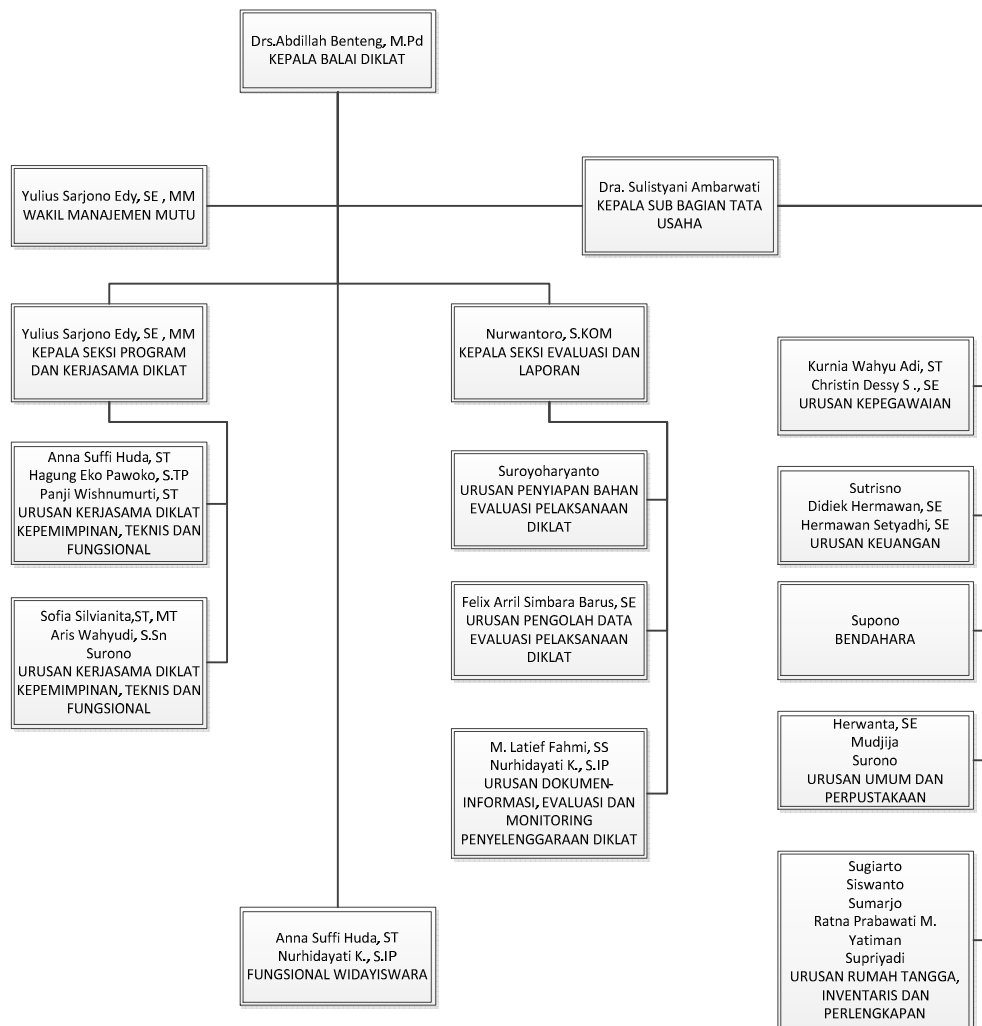 Drs.Abdillah Benteng, M.Pd
KEPALA BALAI DIKLAT
Yulius Sarjono Edy, SE , MM
WAKIL MANAJEMEN MUTU
Dra. Sulistyani Ambarwati
KEPALA SUB BAGIAN TATA
USAHA
Yulius Sarjono Edy, SE , MM
KEPALA SEKSI PROGRAM
DAN KERJASAMA DIKLAT
Nurwantoro, S.KOM
KEPALA SEKSI EVALUASI DAN
LAPORAN
Kurnia Wahyu Adi, ST
Christin Dessy S ., SE
URUSAN KEPEGAWAIAN
Anna Suffi Huda, ST
Hagung Eko Pawoko, S.TP
Panji Wishnumurti, ST
URUSAN KERJASAMA DIKLAT
KEPEMIMPINAN, TEKNIS DAN
FUNGSIONAL
Suroyoharyanto
URUSAN PENYIAPAN BAHAN
EVALUASI PELAKSANAAN
DIKLAT
Sutrisno
Didiek Hermawan, SE
Hermawan Setyadhi, SE
URUSAN KEUANGAN
Sofia Silvianita,ST, MT
Aris Wahyudi, S.Sn
Surono
URUSAN KERJASAMA DIKLAT
KEPEMIMPINAN, TEKNIS DAN
FUNGSIONAL
Felix Arril Simbara Barus, SE
URUSAN PENGOLAH DATA
EVALUASI PELAKSANAAN
DIKLAT
Supono
BENDAHARA
M. Latief Fahmi, SS
Nurhidayati K., S.IP
URUSAN DOKUMEN-
INFORMASI, EVALUASI DAN
MONITORING
PENYELENGGARAAN DIKLAT
Herwanta, SE
Mudjija
Surono
URUSAN UMUM DAN
PERPUSTAKAAN
Anna Suffi Huda, ST
Nurhidayati K., S.IP
FUNGSIONAL WIDAYISWARA
Sugiarto
Siswanto
Sumarjo
Ratna Prabawati M.
Yatiman
Supriyadi
URUSAN RUMAH TANGGA,
INVENTARIS DAN
PERLENGKAPAN